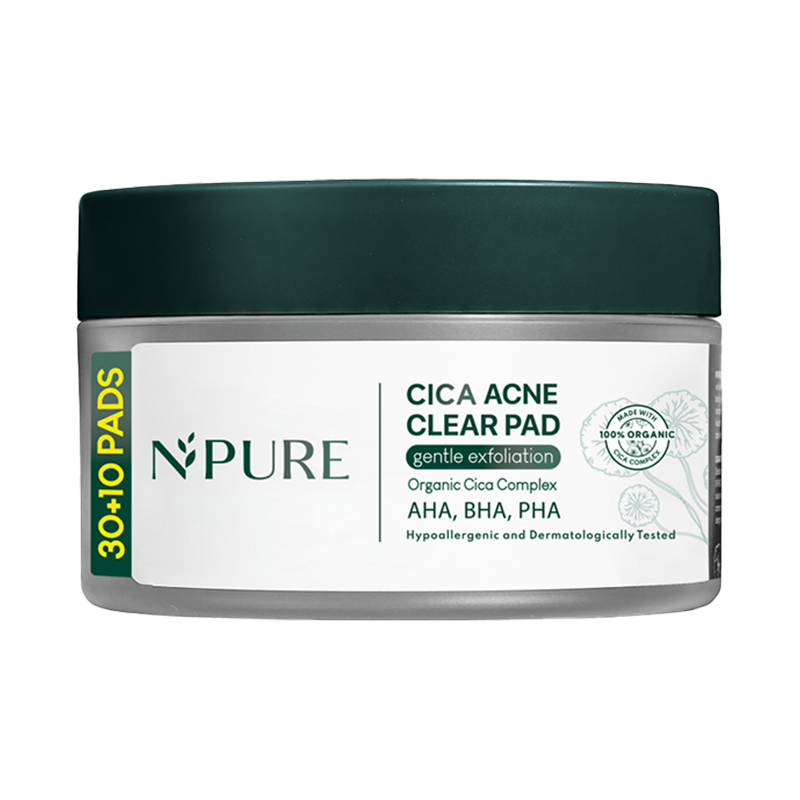 30+10 PADS
NPURE
CICA ACNE
CLEAR PAD
gentle exfoliation
Organic Cica Complex
AHA, BHA, PHA
Hypoallergenic and Dermatologically Tested
MADE WITH
100% ORGANIC
CICA COMPLEX